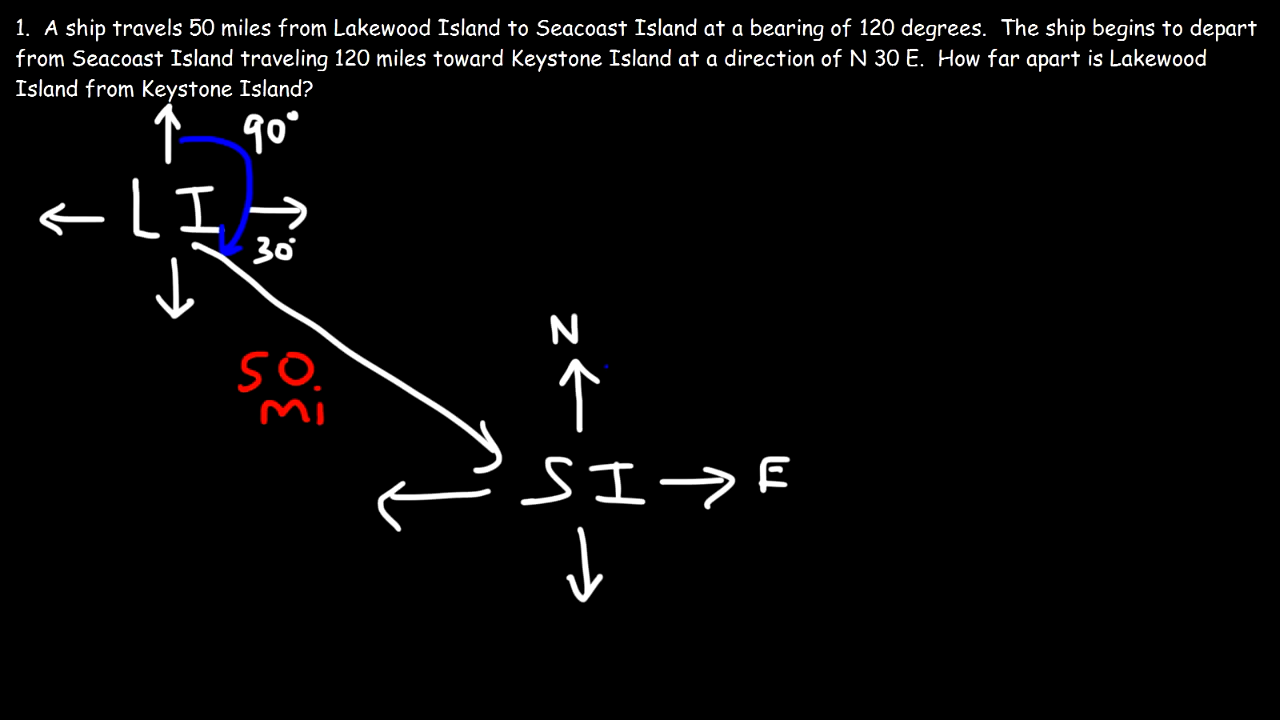 1. A ship travels 50 miles from Lakewood Island to Seacoast Island at a bearing of 120 degrees. The ship begins to depart
from Seacoast Island traveling 120 miles toward Keystone Island at a direction of N 30 E. How far apart is Lakewood
Island from Keystone Island?
90°
LI
30°
50
mi
N
SI
E